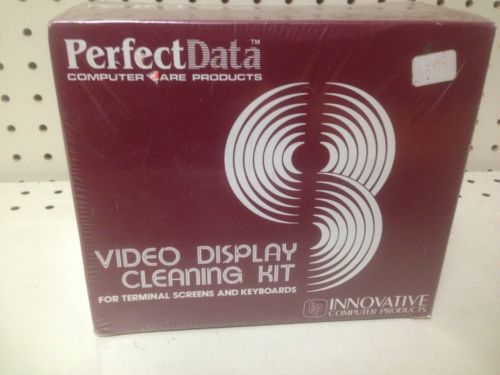 PerfectData™
COMPUTER CARE PRODUCTS
VIDEO DISPLAY
CLEANING KIT
FOR TERMINAL SCREENS AND KEYBOARDS
INNOVATIVE
COMPUTER PRODUCTS